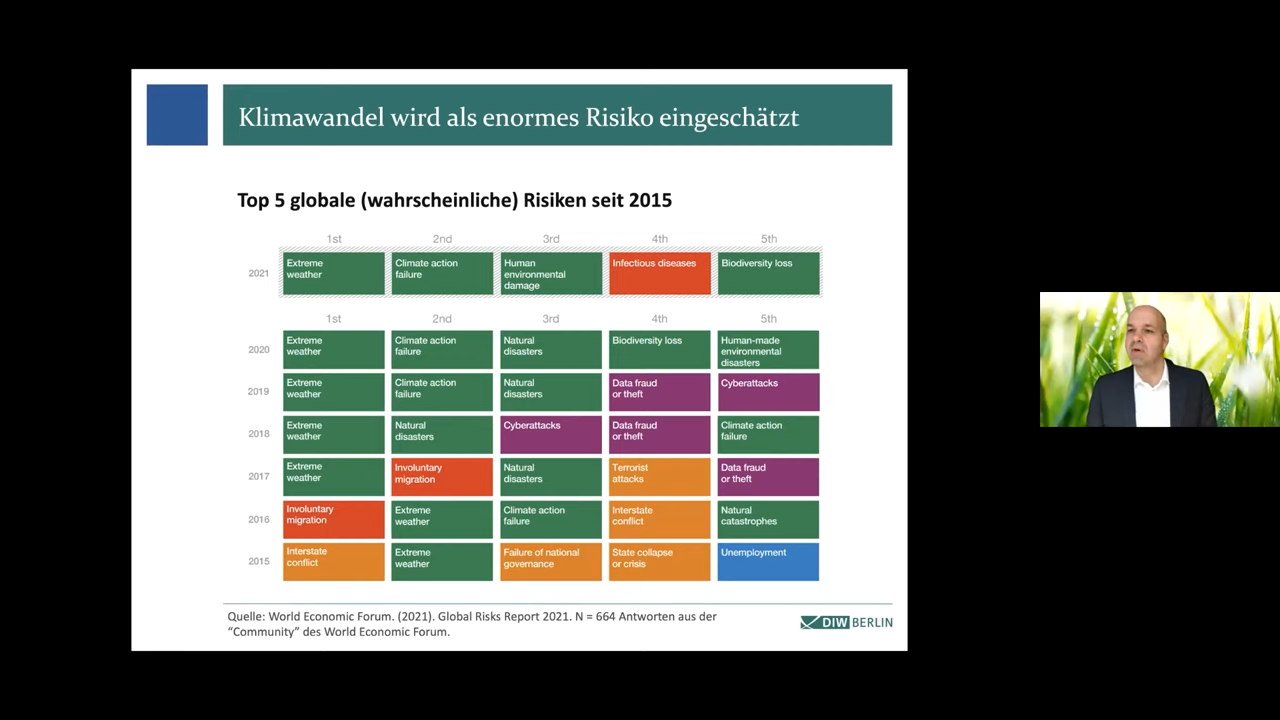 Klimawandel wird als enormes Risiko eingeschätzt
Top 5 globale (wahrscheinliche) Risiken seit 2015
1st 2nd 3rd 4th 5th
2021
Extreme
weather
Climate action
failure
Human
environmental
damage
Infectious diseases
Biodiversity loss
1st 2nd 3rd 4th 5th
2020
Extreme
weather
Climate action
failure
Natural
disasters
Biodiversity loss
Human-made
environmental
disasters
2019
Extreme
weather
Climate action
failure
Natural
disasters
Data fraud
or theft
Cyberattacks
2018
Extreme
weather
Natural
disasters
Cyberattacks
Data fraud
or theft
Climate action
failure
2017
Extreme
weather
Involuntary
migration
Natural
disasters
Terrorist
attacks
Data fraud
or theft
2016
Involuntary
migration
Extreme
weather
Climate action
failure
Interstate
conflict
Natural
catastrophes
2015
Interstate
conflict
Extreme
weather
Failure of national
governance
State collapse
or crisis
Unemployment
Quelle: World Economic Forum. (2021). Global Risks Report 2021. N = 664 Antworten aus der
“Community” des World Economic Forum.
DIW BERLIN